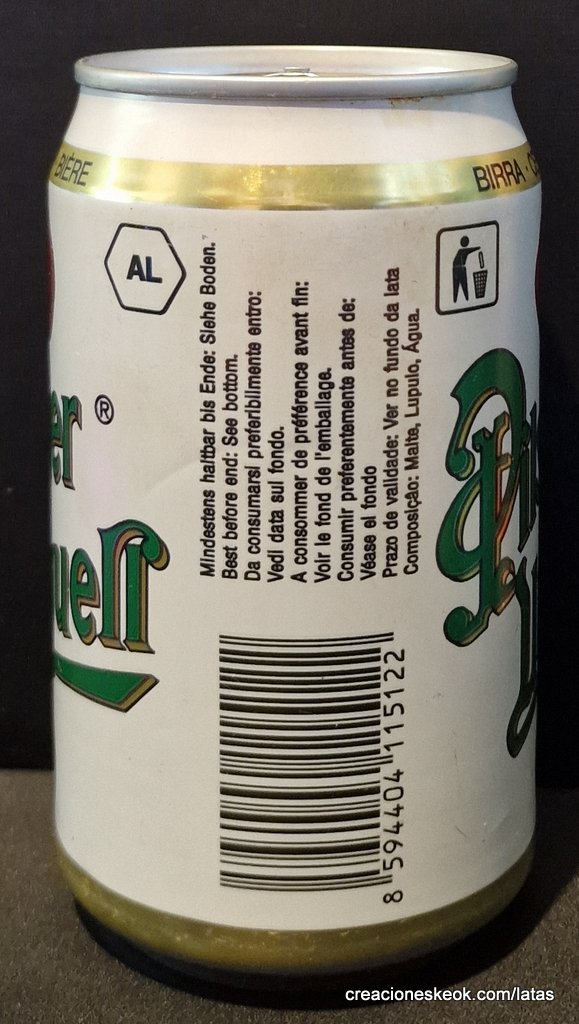 BIÈRE
BIRRA
AL
Mindestens haltbar bis Ende: Siehe Boden.
Best before end: See bottom.
Da consumarsi preferibilmente entro:
Vedi data sul fondo.
A consommer de préférence avant fin:
Voir le fond de l'emballage.
Consumir preferentemente antes de:
Véase el fondo
Prazo de validade: Ver no fundo da lata
Composição: Malte, Lupulo, Água.
er ®
uell
8 594404 115122
creacioneskeok.com/latas